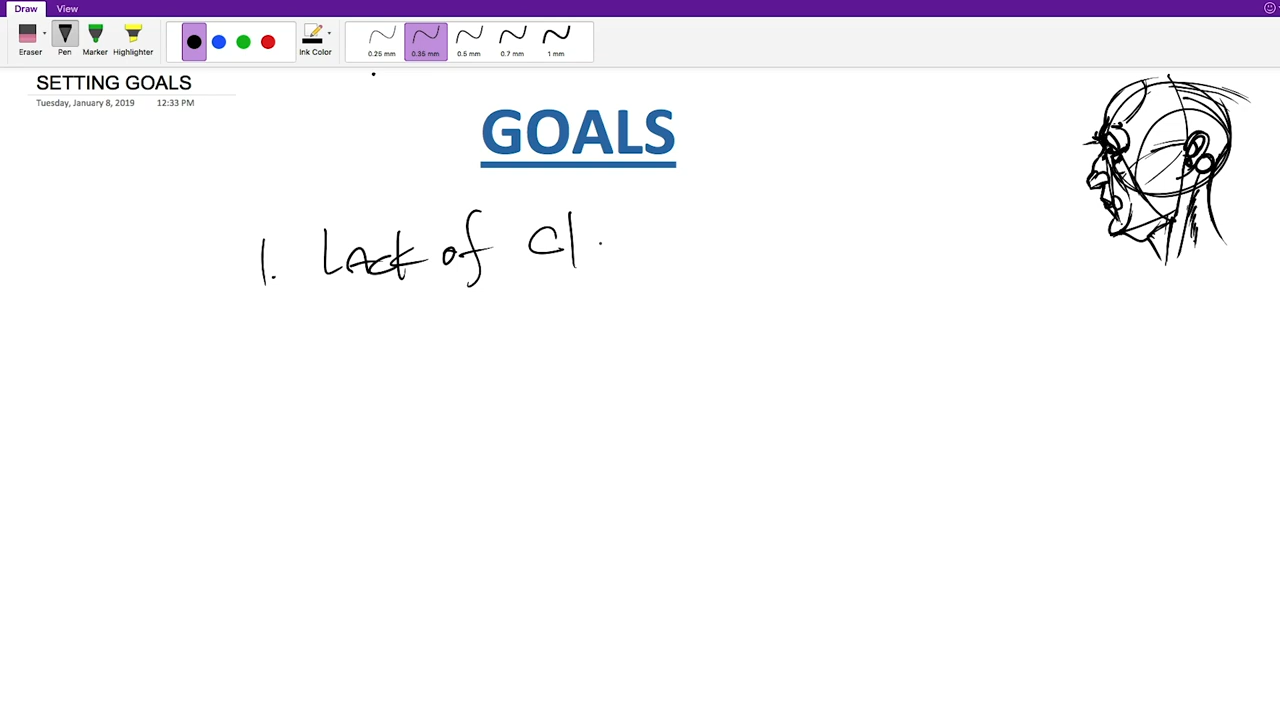 Draw View
Eraser Pen Marker Highlighter Ink Color 0.25 mm 0.35 mm 0.5 mm 0.7 mm 1 mm
SETTING GOALS
Tuesday, January 8, 2019 12:33 PM
GOALS
1. Lack of Cl